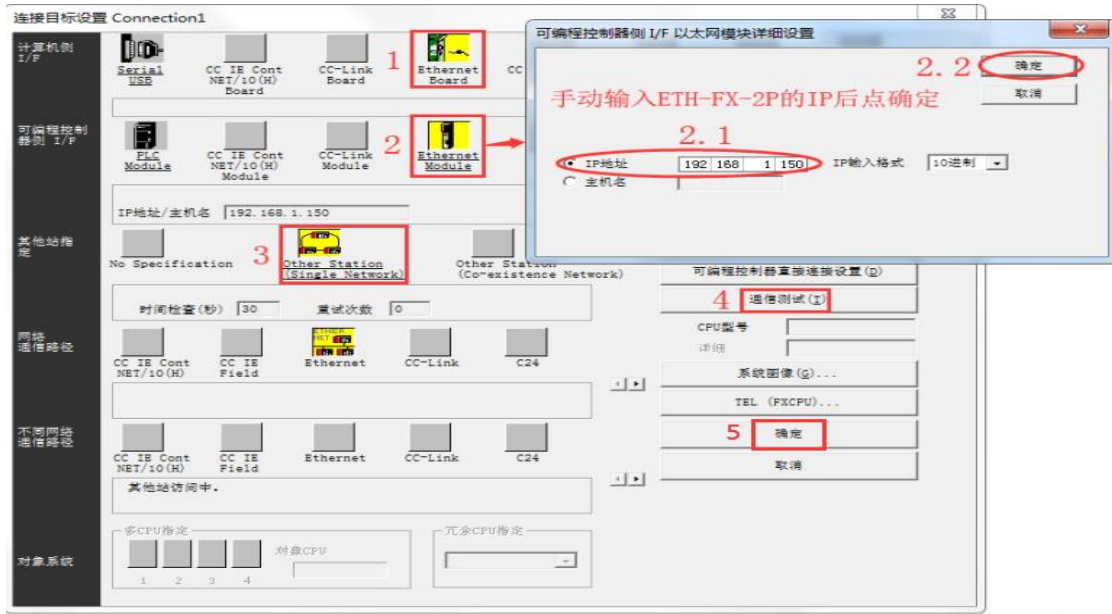 连接目标设置 Connection1
可编程控制器侧 I/F 以太网模块详细设置
计算机侧
I/F
Serial
USB
CC IE Cont
NET/10(H)
Board
CC-Link
Board
1
Ethernet
Board
CC
2.2
确定
取消
手动输入ETH-FX-2P的IP后点确定
2.1
IP地址
192 168 1 150
IP输入格式
10进制
主机名
可编程控制
器侧 I/F
PLC
Module
CC IE Cont
NET/10(H)
Module
CC-Link
Module
2
Ethernet
Module
IP地址/主机名 192.168.1.150
其他站指
定
No Specification
3
Other Station
(Single Network)
Other Station
(Co-existence Network)
可编程控制器直接连接设置(D)
时间检查(秒) 30
重试次数 0
4
通信测试(T)
CPU型号
详细
网络
通信路径
CC IE Cont
NET/10(H)
CC IE
Field
ETHER
NET
Ethernet
CC-Link
C24
系统图像(G)...
TEL (FXCPU)...
不同网络
通信路径
CC IE Cont
NET/10(H)
CC IE
Field
Ethernet
CC-Link
C24
5
确定
取消
其他站访问中.
对象系统
多CPU指定
1 2 3 4
对象CPU
冗余CPU指定